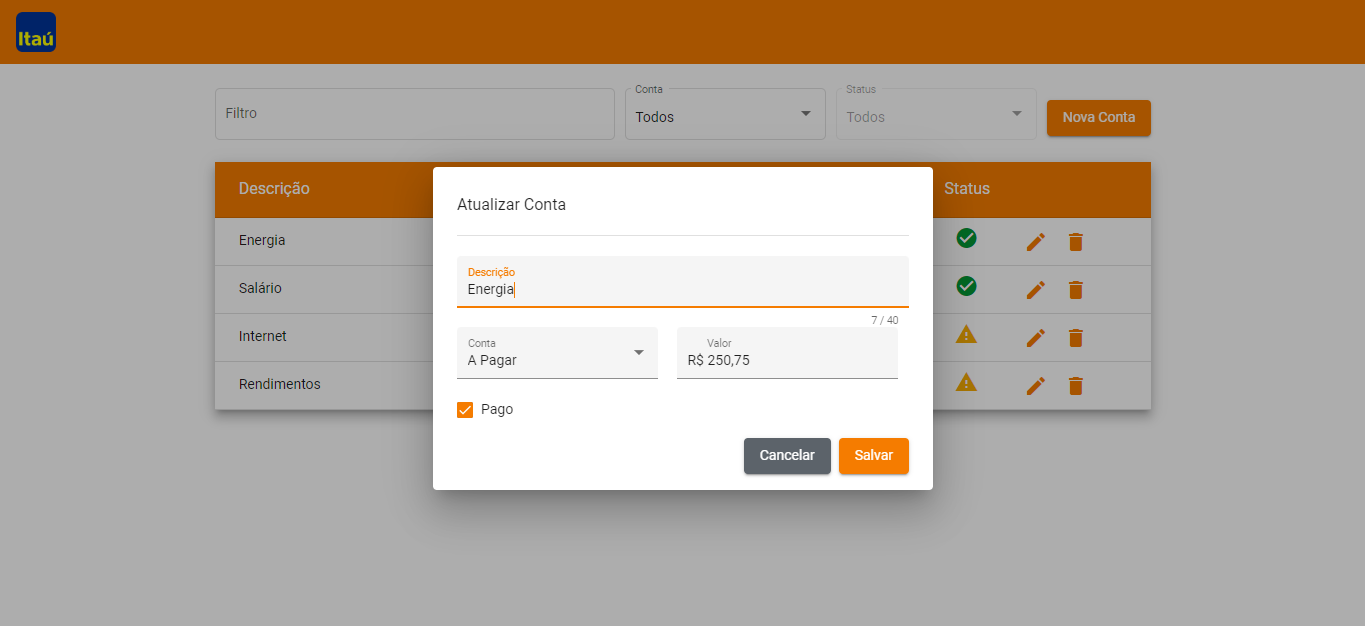 Itaú
Filtro
Conta
Todos
Status
Todos
Nova Conta
Descrição
Status
Energia
Salário
Internet
Rendimentos
Atualizar Conta
Descrição
Energia
7 / 40
Conta
A Pagar
Valor
R$ 250,75
Pago
Cancelar
Salvar